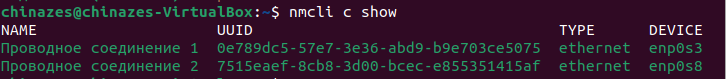 chinazes@chinazes-VirtualBox:~$ nmcli c show
NAME UUID TYPE DEVICE
Проводное соединение 1 0e789dc5-57e7-3e36-abd9-b9e703ce5075 ethernet enp0s3
Проводное соединение 2 7515eaef-8cb8-3d00-bcec-e855351415af ethernet enp0s8